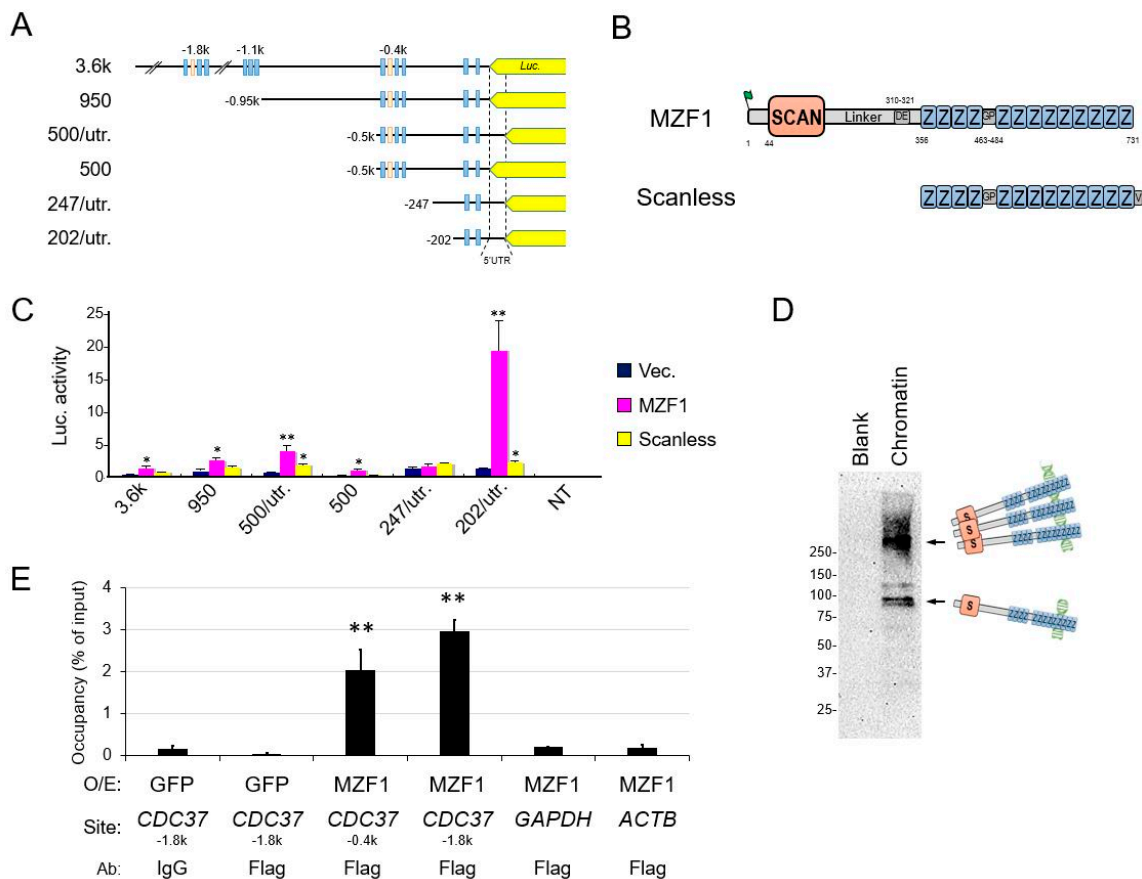 A
-1.8k -1.1k -0.4k
3.6k Luc.
950 -0.95k
500/utr. -0.5k
500 -0.5k
247/utr. -247
202/utr. -202
5'UTR
B
MZF1
310-321
SCAN Linker DE Z Z Z Z GP Z Z Z Z Z Z Z Z Z
1 44 356 463-484 731
Scanless Z Z Z Z GP Z Z Z Z Z Z Z Z Z V
C
Luc. activity
25
20
15
10
5
0
* * ** * * ** *
3.6k 950 500/utr. 500 247/utr. 202/utr. NT
Vec.
MZF1
Scanless
D
Blank Chromatin
250-
150-
100-
75-
50-
37-
25-
S
S
S
S
E
Occupancy (% of input)
4
3
2
1
0
** **
O/E: GFP GFP MZF1 MZF1 MZF1 MZF1
Site: CDC37 CDC37 CDC37 CDC37 GAPDH ACTB
-1.8k -1.8k -0.4k -1.8k
Ab: IgG Flag Flag Flag Flag Flag